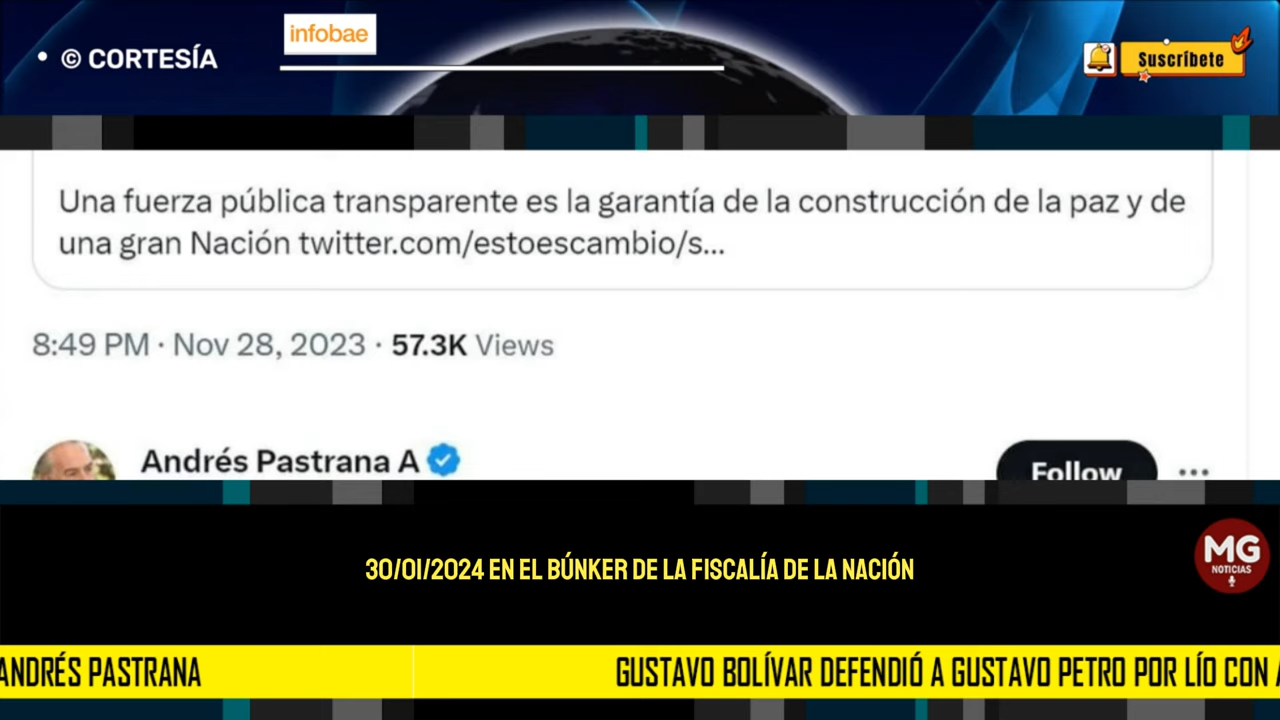 © CORTESÍA
infobae
Suscríbete
Una fuerza pública transparente es la garantía de la construcción de la paz y de
una gran Nación twitter.com/estoescambio/s...
8:49 PM · Nov 28, 2023 · 57.3K Views
Andrés Pastrana A
Follow
30/01/2024 EN EL BÚNKER DE LA FISCALÍA DE LA NACIÓN
MG
NOTICIAS
ANDRÉS PASTRANA
GUSTAVO BOLÍVAR DEFENDIÓ A GUSTAVO PETRO POR LÍO CON